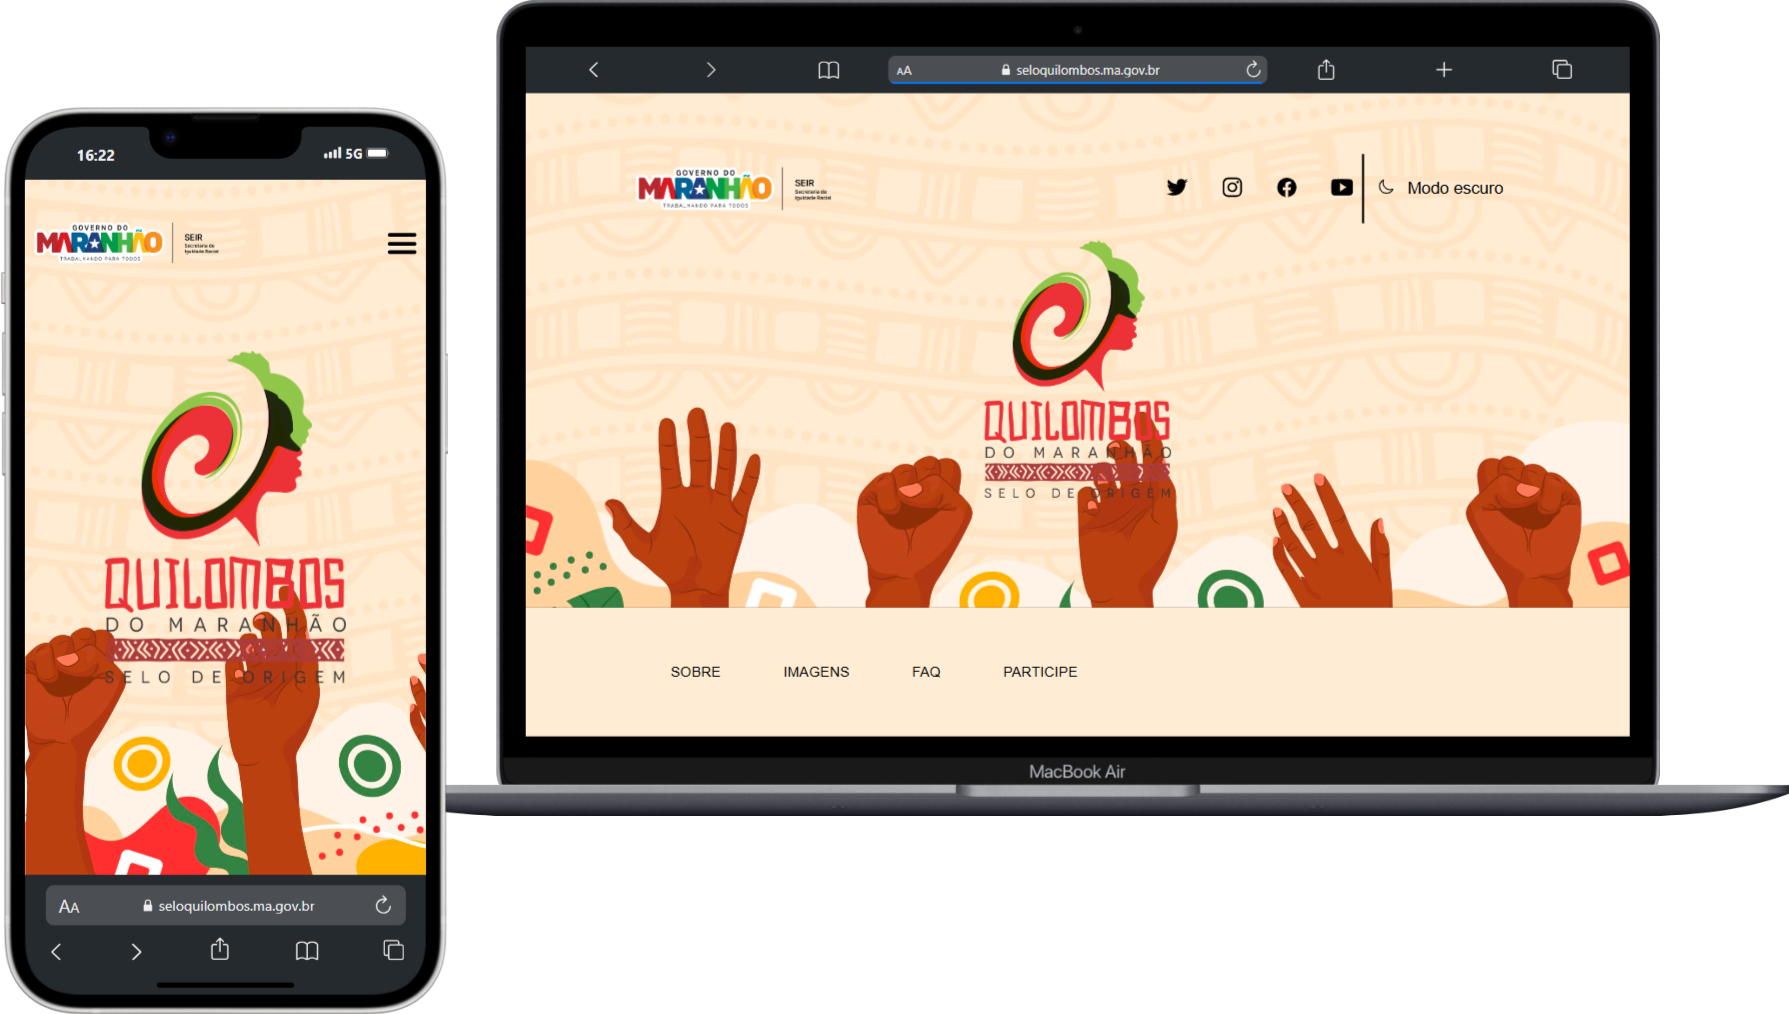 16:22
5G
GOVERNO DO
MARANHÃO
TRABALHANDO PARA TODOS
SEIR
Secretaria de
Igualdade Racial
QUILOMBOS
DO MARANHÃO
SELO DE ORIGEM
AA
seloquilombos.ma.gov.br
AA
seloquilombos.ma.gov.br
GOVERNO DO
MARANHÃO
TRABALHANDO PARA TODOS
SEIR
Secretaria de
Igualdade Racial
Modo escuro
QUILOMBOS
DO MARANHÃO
SELO DE ORIGEM
SOBRE
IMAGENS
FAQ
PARTICIPE
MacBook Air